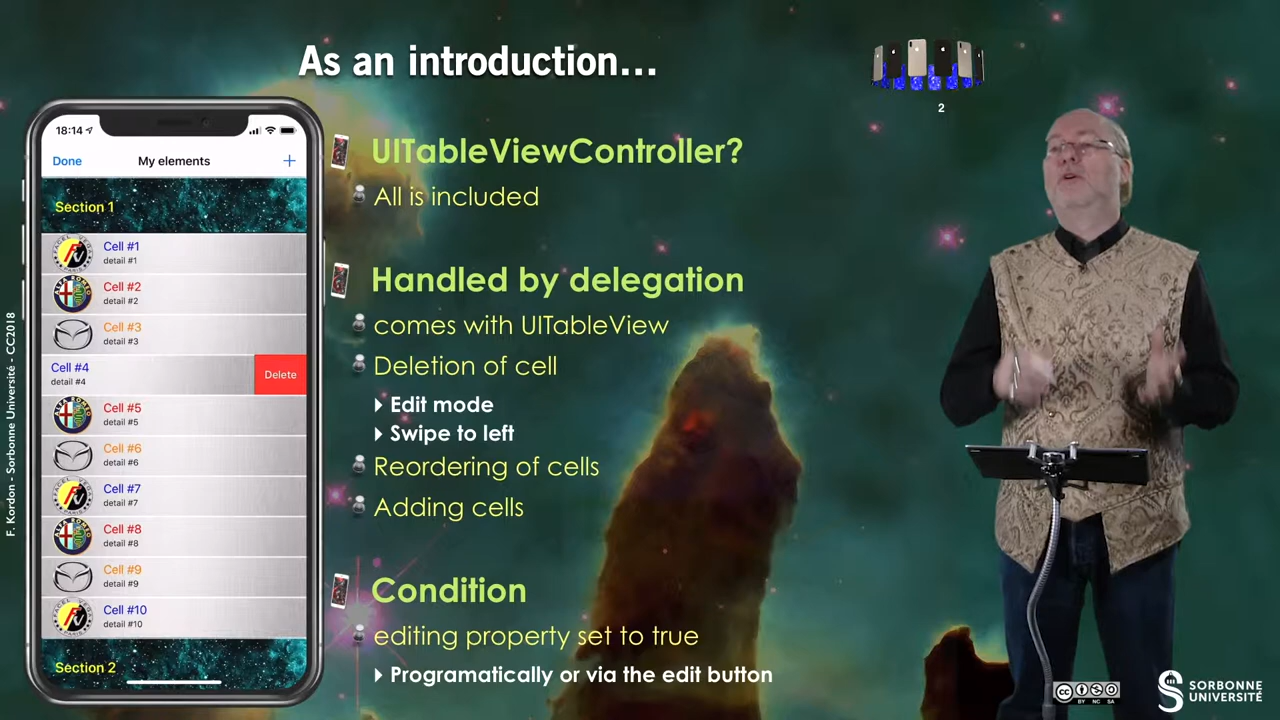 As an introduction...
2
18:14
Done
My elements
+
Section 1
Cell #1
detail #1
Cell #2
detail #2
Cell #3
detail #3
Cell #4
detail #4
Delete
Cell #5
detail #5
Cell #6
detail #6
Cell #7
detail #7
Cell #8
detail #8
Cell #9
detail #9
Cell #10
detail #10
Section 2
UITableViewController?
All is included
Handled by delegation
comes with UITableView
Deletion of cell
Edit mode
Swipe to left
Reordering of cells
Adding cells
Condition
editing property set to true
Programatically or via the edit button
F. Kordon - Sorbonne Université - CC2018
cc
BY NC SA
SORBONNE
UNIVERSITÉ